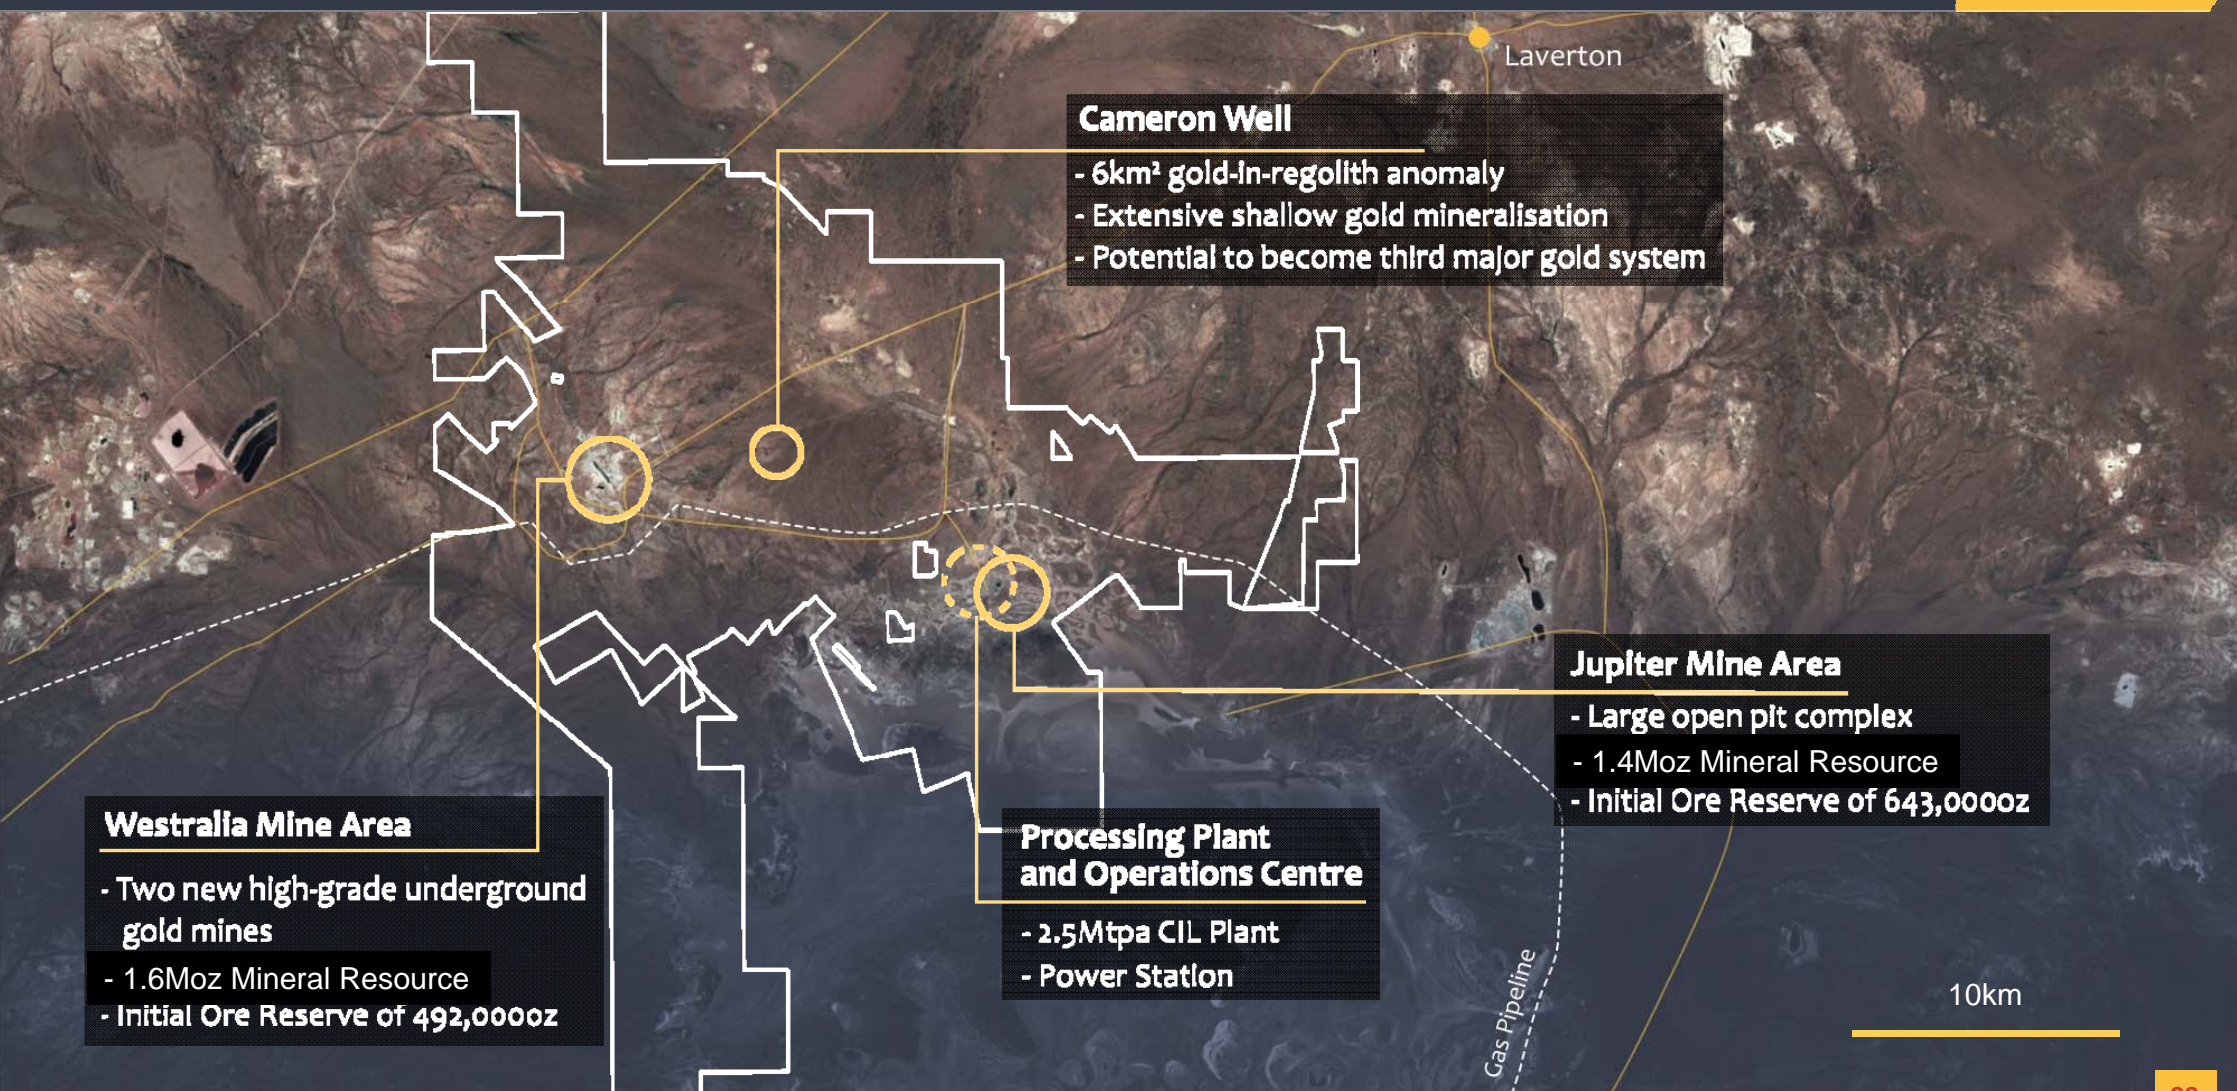 Laverton
Cameron Well
- 6km² gold-in-regolith anomaly
- Extensive shallow gold mineralisation
- Potential to become third major gold system
Jupiter Mine Area
- Large open pit complex
- 1.4Moz Mineral Resource
- Initial Ore Reserve of 643,000oz
Westralia Mine Area
- Two new high-grade underground
gold mines
- 1.6Moz Mineral Resource
- Initial Ore Reserve of 492,000oz
Processing Plant
and Operations Centre
- 2.5Mtpa CIL Plant
- Power Station
Gas Pipeline
10km